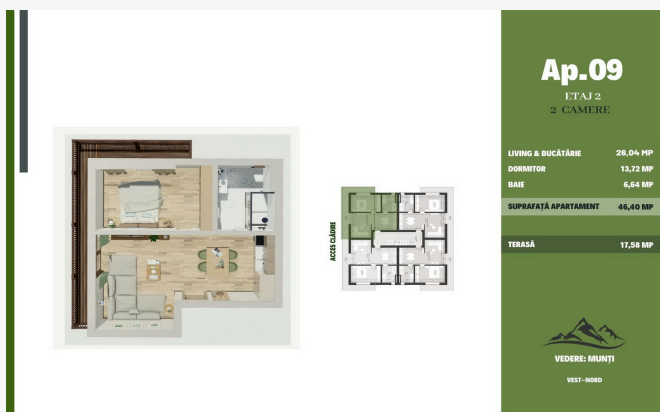 Ap.09
ETAJ 2
2 CAMERE
LIVING & BUCĂTĂRIE 26,04 MP
DORMITOR 13,72 MP
BAIE 6,64 MP
SUPRAFAȚĂ APARTAMENT 46,40 MP
TERASĂ 17,58 MP
ACCES CLĂDIRE
VEDERE: MUNȚI
VEST-NORD